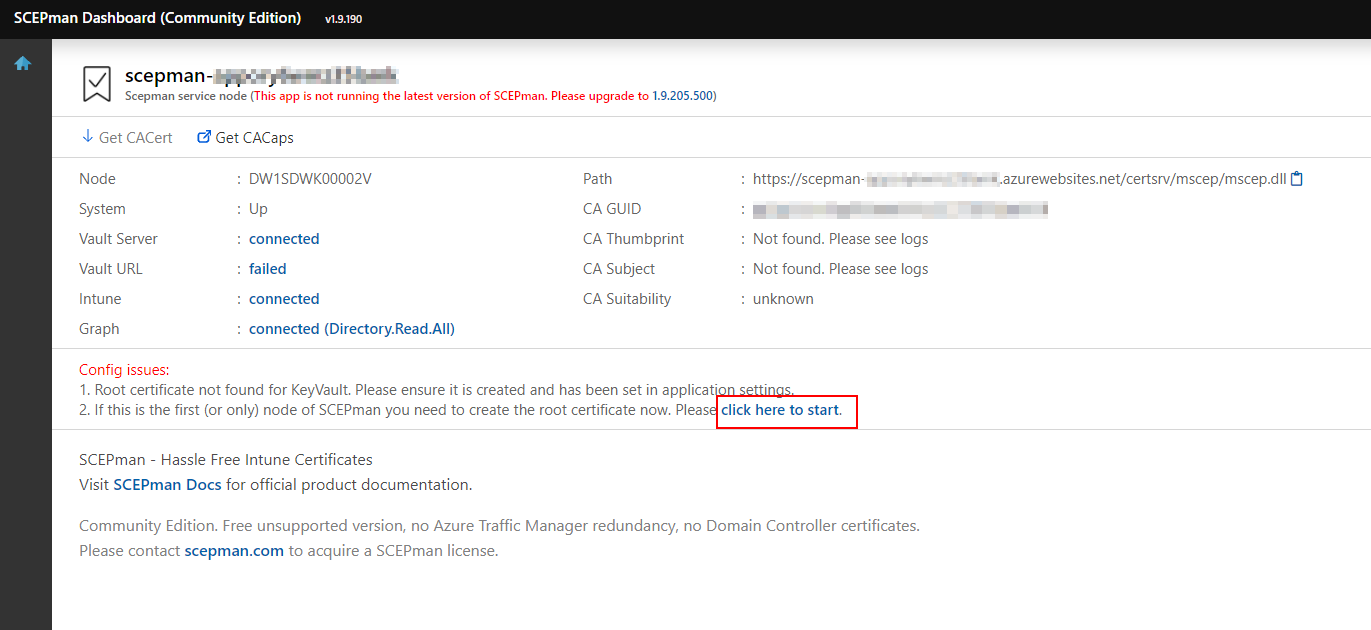 SCEPman Dashboard (Community Edition) v1.9.190
scepman-
Scepman service node (This app is not running the latest version of SCEPman. Please upgrade to 1.9.205.500)
Get CACert Get CACaps
Node : DW1SDWK00002V
System : Up
Vault Server : connected
Vault URL : failed
Intune : connected
Graph : connected (Directory.Read.All)
Path : https://scepman- .azurewebsites.net/certsrv/mscep/mscep.dll
CA GUID :
CA Thumbprint : Not found. Please see logs
CA Subject : Not found. Please see logs
CA Suitability : unknown
Config issues:
1. Root certificate not found for KeyVault. Please ensure it is created and has been set in application settings.
2. If this is the first (or only) node of SCEPman you need to create the root certificate now. Please click here to start.
SCEPman - Hassle Free Intune Certificates
Visit SCEPman Docs for official product documentation.
Community Edition. Free unsupported version, no Azure Traffic Manager redundancy, no Domain Controller certificates.
Please contact scepman.com to acquire a SCEPman license.